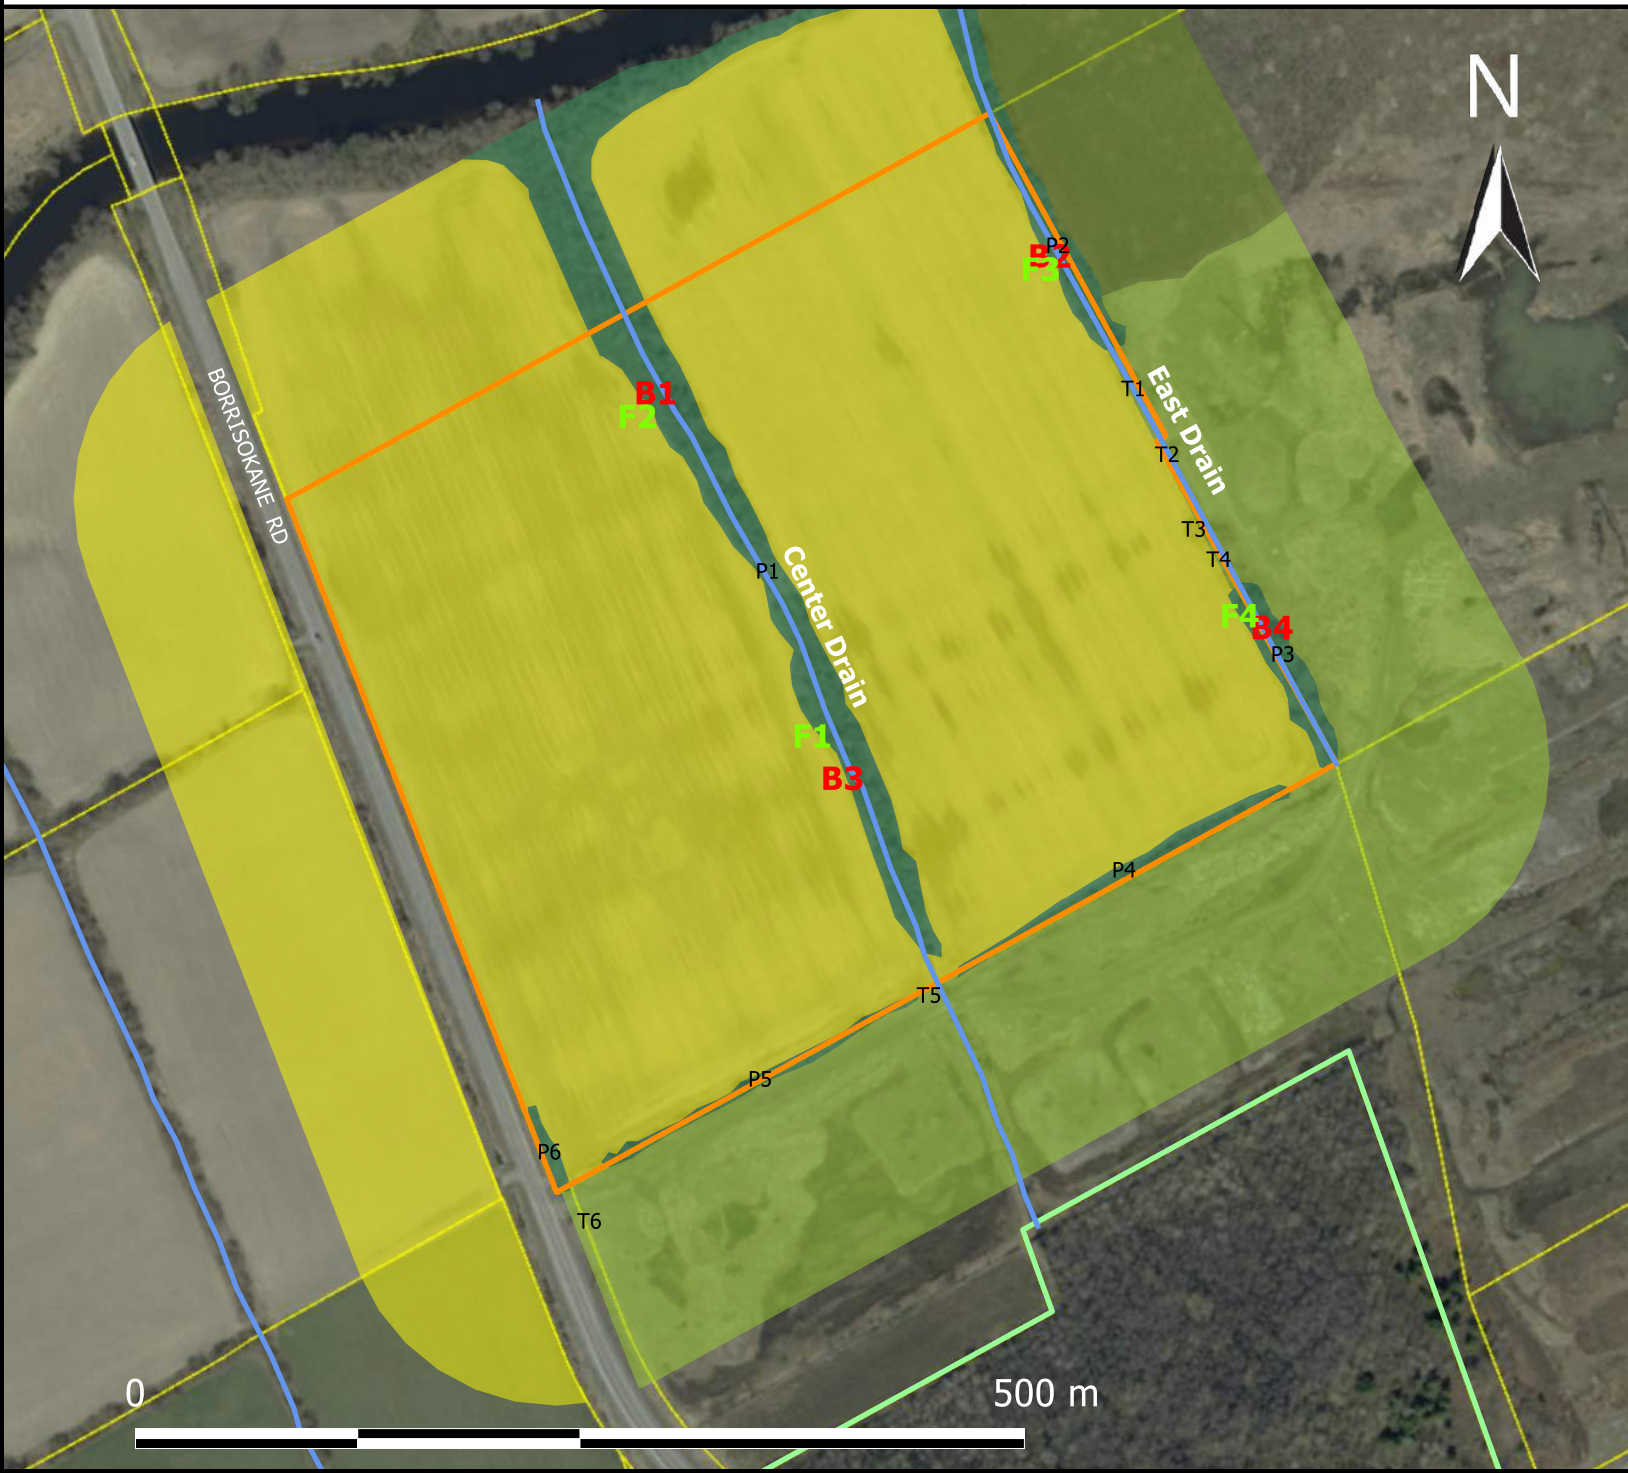 N
P2
B2
F3
BORRISOKANE RD
B1
F2
T1
East Drain
T2
T3
T4
P1
Center Drain
F4
B4
P3
F1
B3
P4
T5
P5
P6
T6
0
500 m